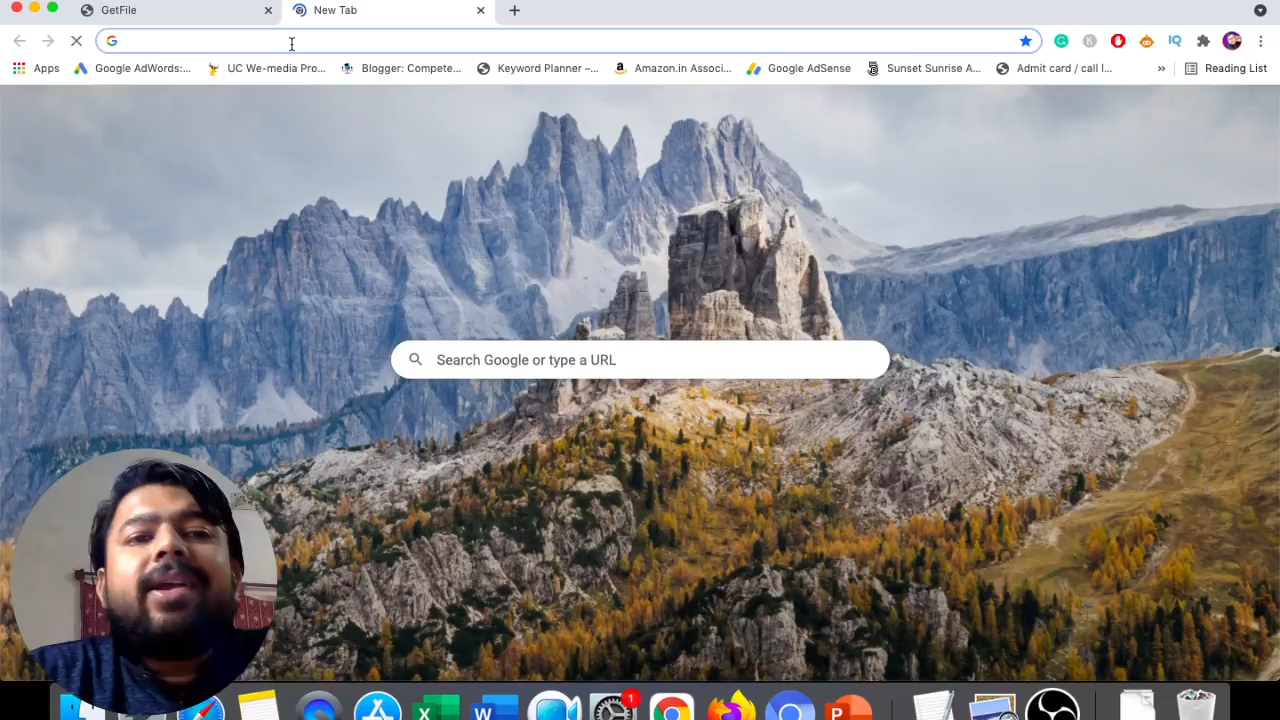 GetFile
New Tab
Apps
Google AdWords:...
UC We-media Pro...
Blogger: Compete...
Keyword Planner –...
Amazon.in Associ...
Google AdSense
Sunset Sunrise A...
Admit card / call l...
»
Reading List
Search Google or type a URL
1